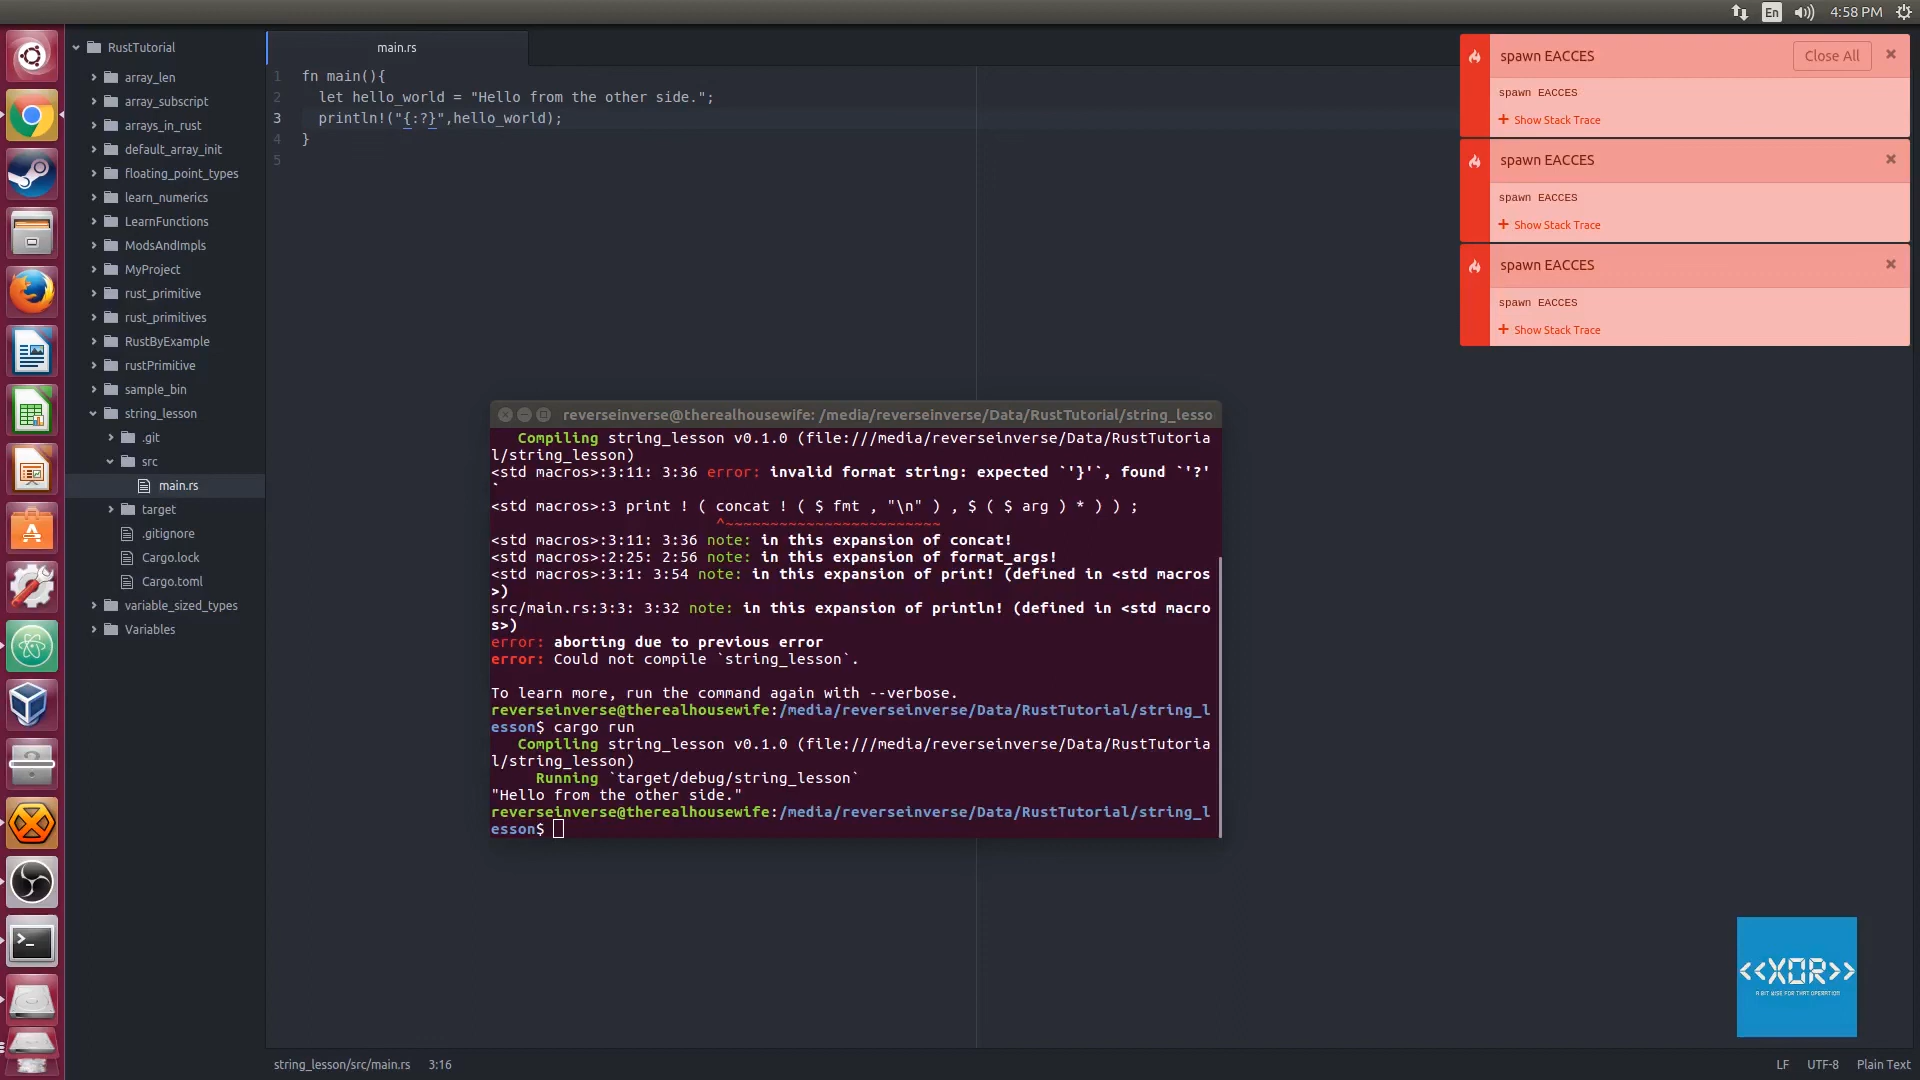 En
4:58 PM
RustTutorial
array_len
array_subscript
arrays_in_rust
default_array_init
floating_point_types
learn_numerics
LearnFunctions
ModsAndImpls
MyProject
rust_primitive
rust_primitives
RustByExample
rustPrimitive
sample_bin
string_lesson
.git
src
main.rs
target
.gitignore
Cargo.lock
Cargo.toml
variable_sized_types
Variables
main.rs
1 fn main(){
2 let hello_world = "Hello from the other side.";
3 println!("{:?}",hello_world);
4 }
5
spawn EACCES Close All
spawn EACCES
Show Stack Trace
spawn EACCES
spawn EACCES
Show Stack Trace
spawn EACCES
spawn EACCES
Show Stack Trace
reverseinverse@therealhousewife: /media/reverseinverse/Data/RustTutorial/string_lesso
Compiling string_lesson v0.1.0 (file:///media/reverseinverse/Data/RustTutoria
l/string_lesson)
<std macros>:3:11: 3:36 error: invalid format string: expected `'}'`, found `'?'
`
<std macros>:3 print ! ( concat ! ( $ fmt , "\n" ) , $ ( $ arg ) * ) ) ;
^~~~~~~~~~~~~~~~~~~~~~~~~
<std macros>:3:11: 3:36 note: in this expansion of concat!
<std macros>:2:25: 2:56 note: in this expansion of format_args!
<std macros>:3:1: 3:54 note: in this expansion of print! (defined in <std macros
>)
src/main.rs:3:3: 3:32 note: in this expansion of println! (defined in <std macro
s>)
error: aborting due to previous error
error: Could not compile `string_lesson`.
To learn more, run the command again with --verbose.
reverseinverse@therealhousewife:/media/reverseinverse/Data/RustTutorial/string_l
esson$ cargo run
Compiling string_lesson v0.1.0 (file:///media/reverseinverse/Data/RustTutoria
l/string_lesson)
Running `target/debug/string_lesson`
"Hello from the other side."
reverseinverse@therealhousewife:/media/reverseinverse/Data/RustTutorial/string_l
esson$
<<XOR>>
A BIT WISE FOR THAT OPERATION
string_lesson/src/main.rs 3:16
LF UTF-8 Plain Text